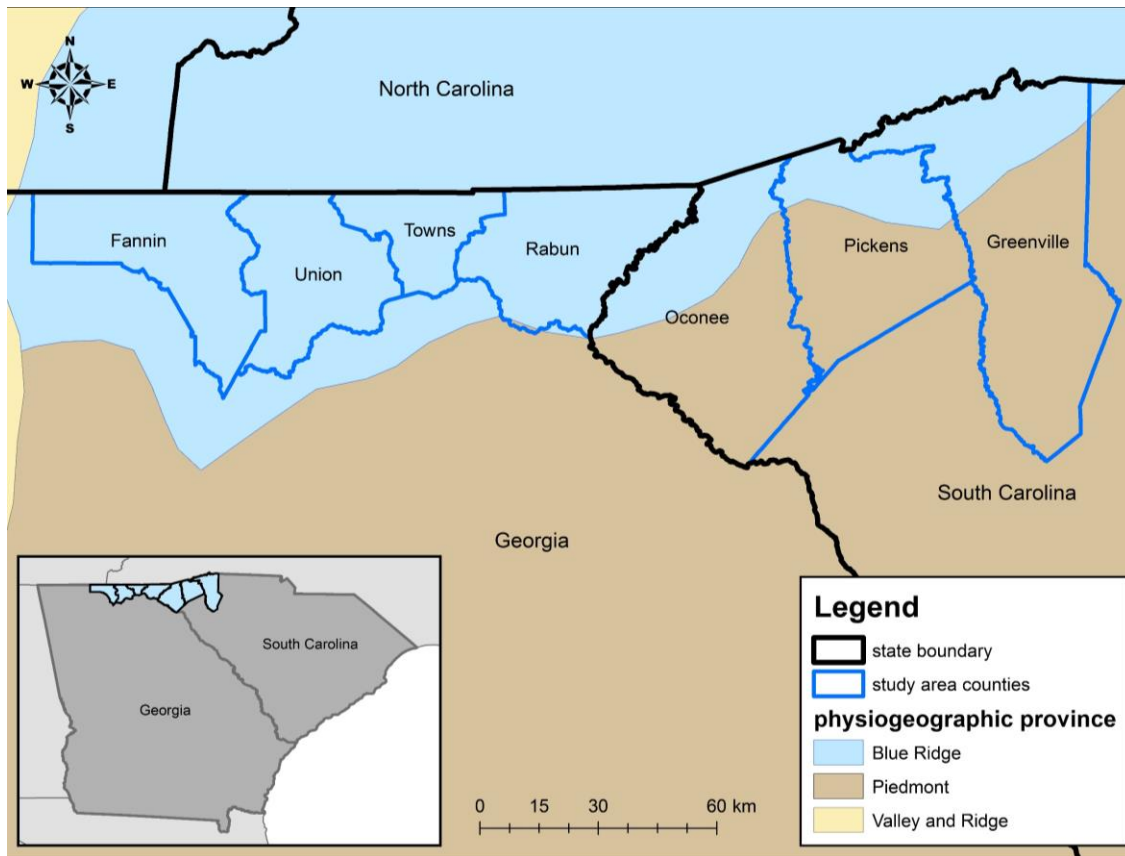 N
W
E
S
North Carolina
Fannin
Union
Towns
Rabun
Oconee
Pickens
Greenville
South Carolina
Georgia
South Carolina
Georgia
0 15 30 60 km
Legend
state boundary
study area counties
physiogeographic province
Blue Ridge
Piedmont
Valley and Ridge